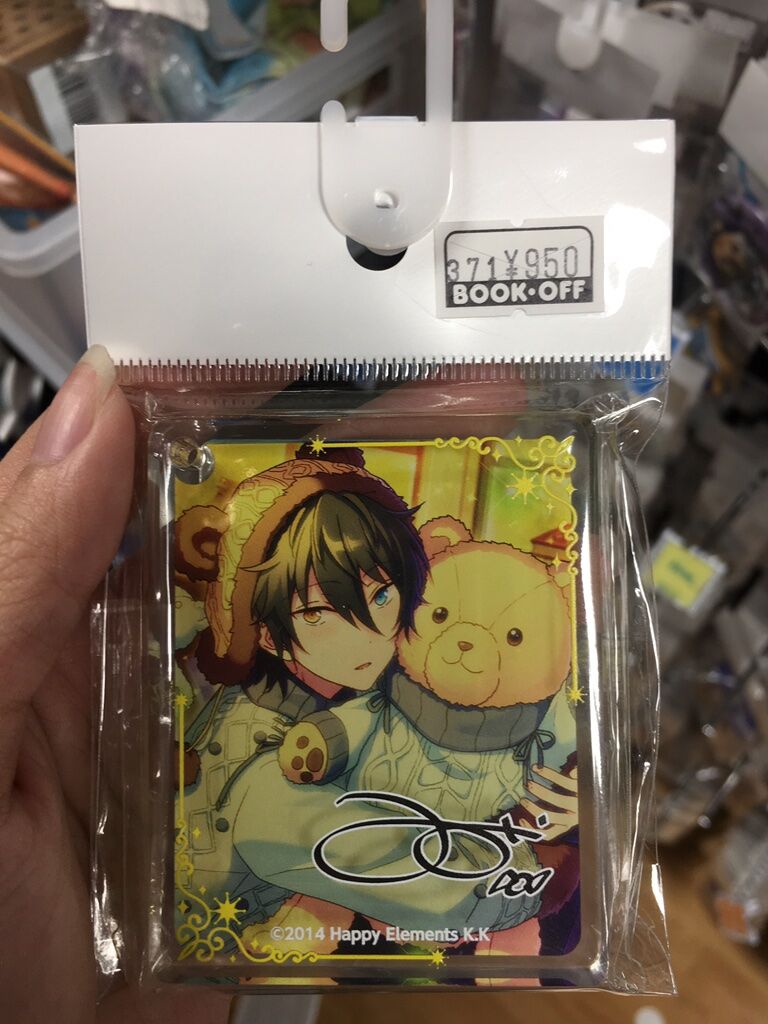 371 ¥950
BOOK·OFF
©2014 Happy Elements K.K